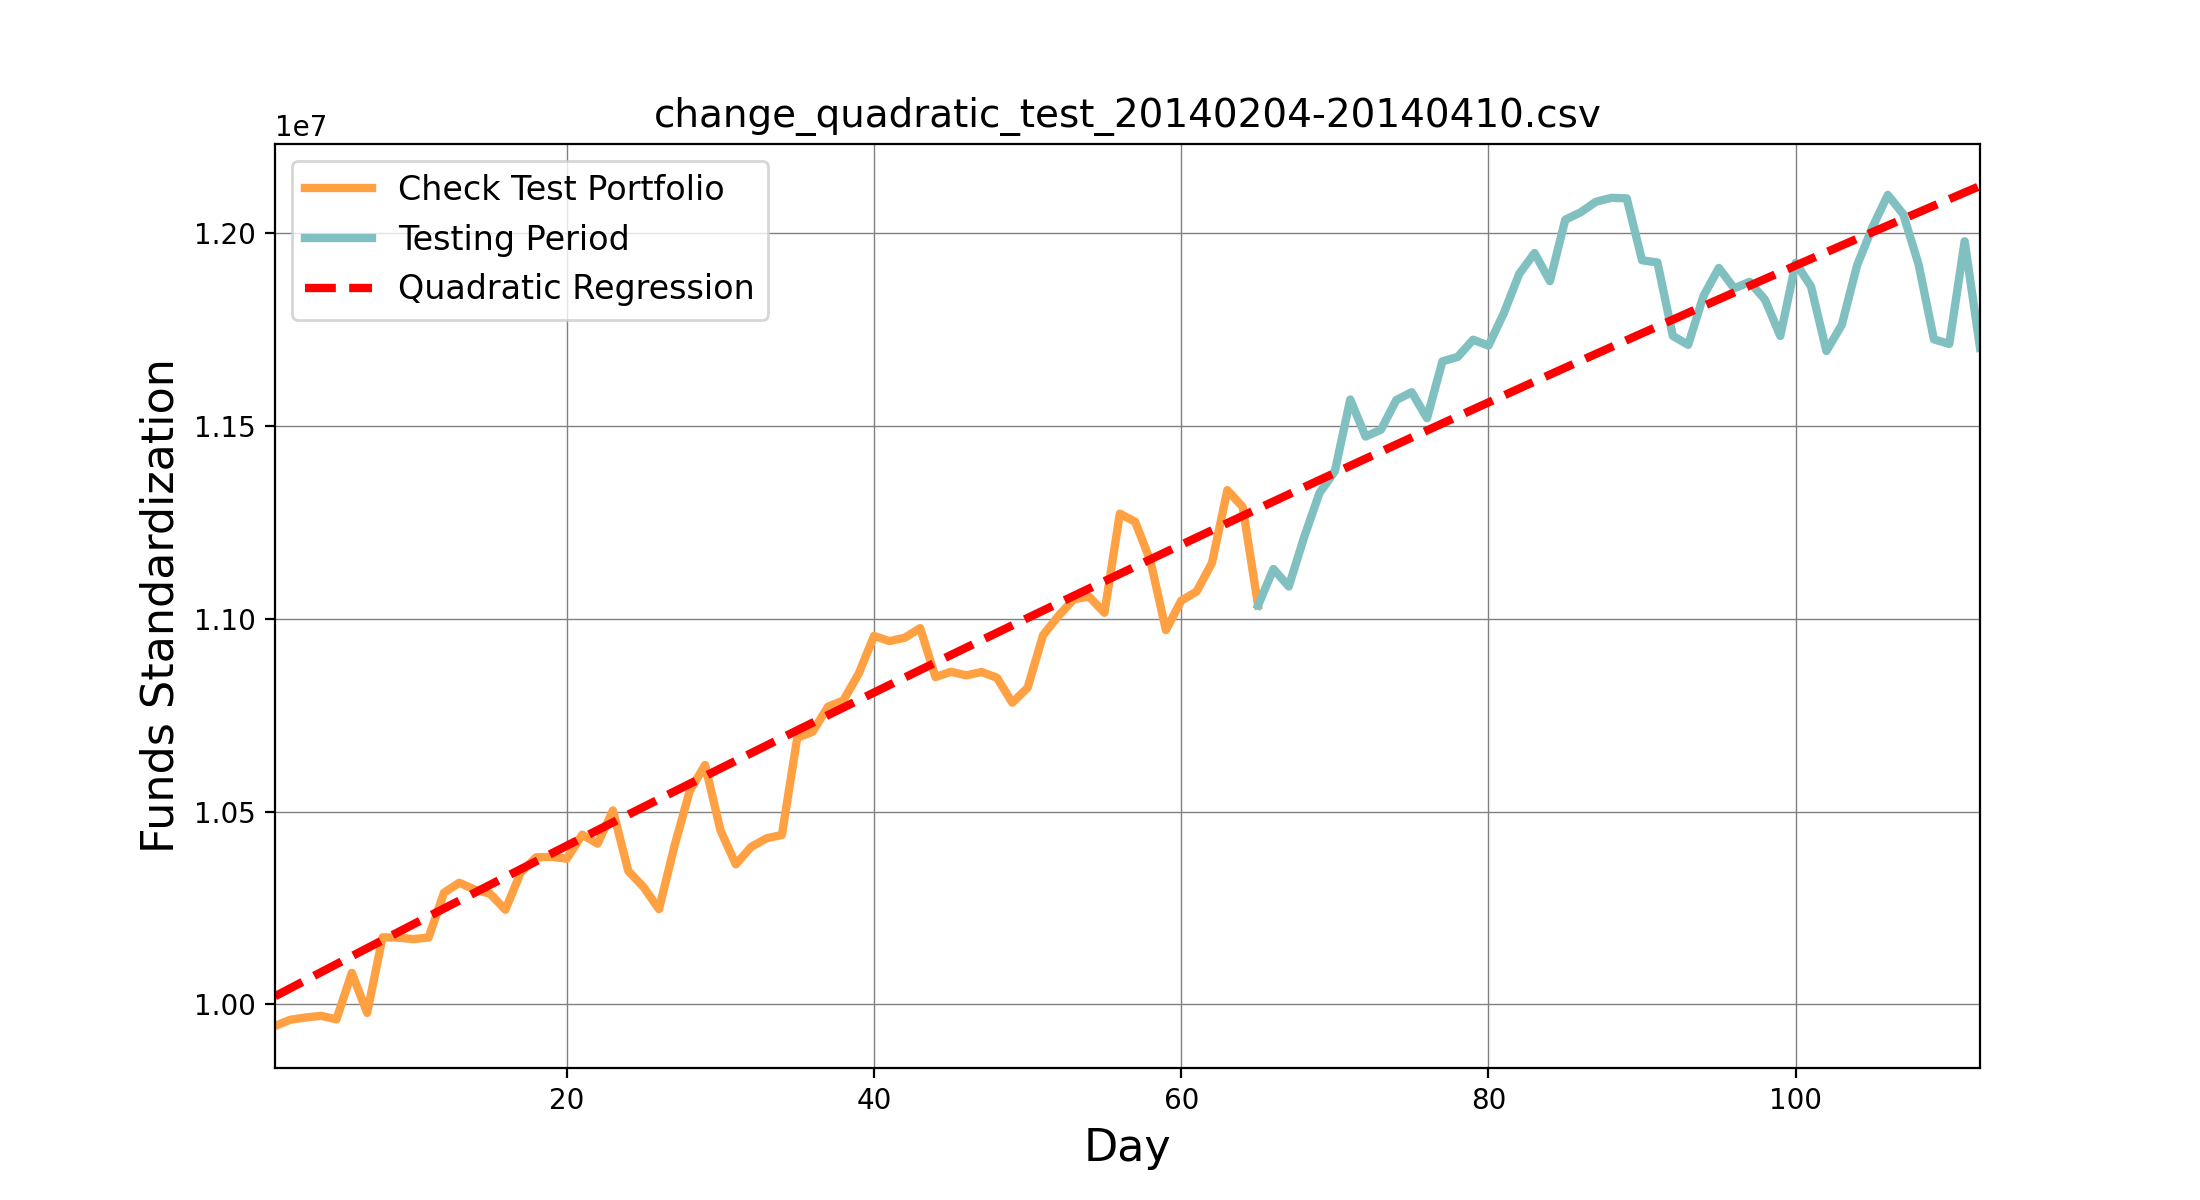 change_quadratic_test_20140204-20140410.csv
1e7
Check Test Portfolio
Testing Period
Quadratic Regression
Funds Standardization
1.20
1.15
1.10
1.05
1.00
20 40 60 80 100
Day